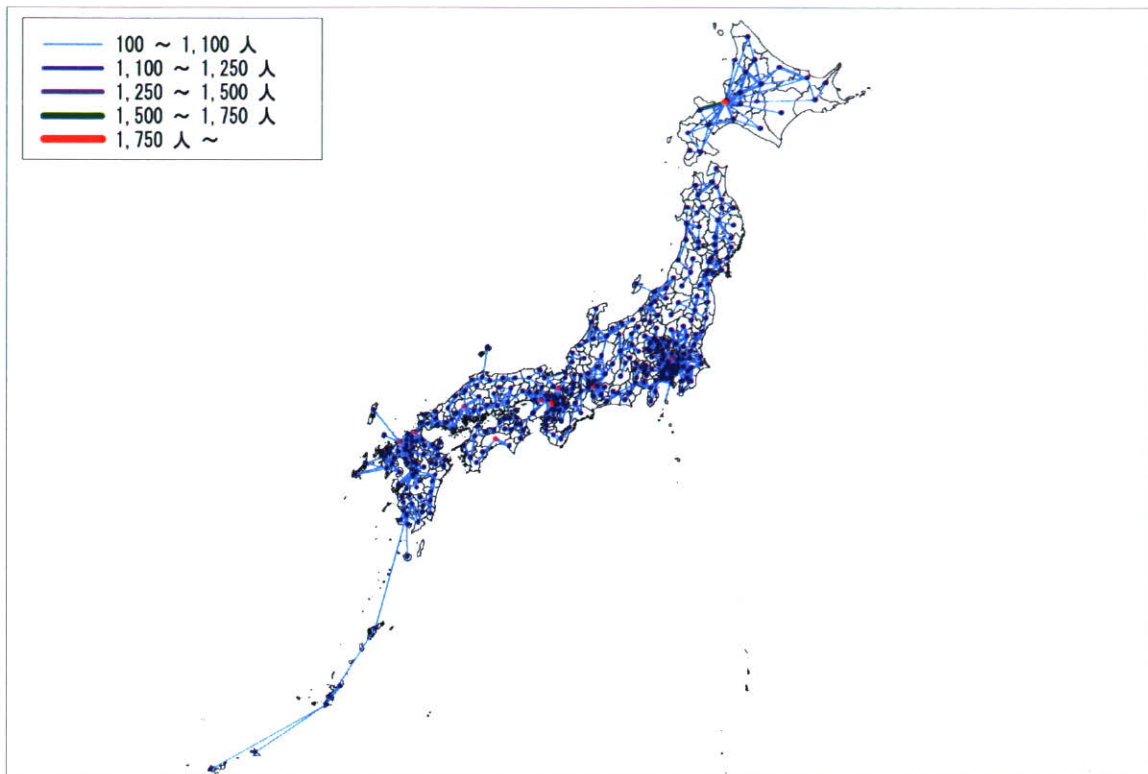 100 ～ 1,100 人
1,100 ～ 1,250 人
1,250 ～ 1,500 人
1,500 ～ 1,750 人
1,750 人 ～